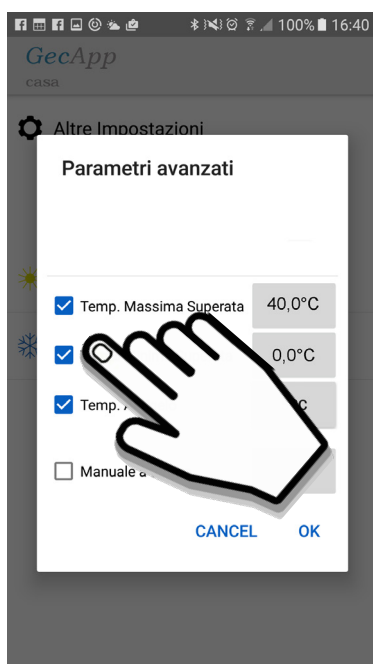 100% 16:40
GecApp
casa
Altre Impostazioni
Parametri avanzati
Temp. Massima Superata 40,0°C
0,0°C
Temp.
Manuale a
CANCEL OK